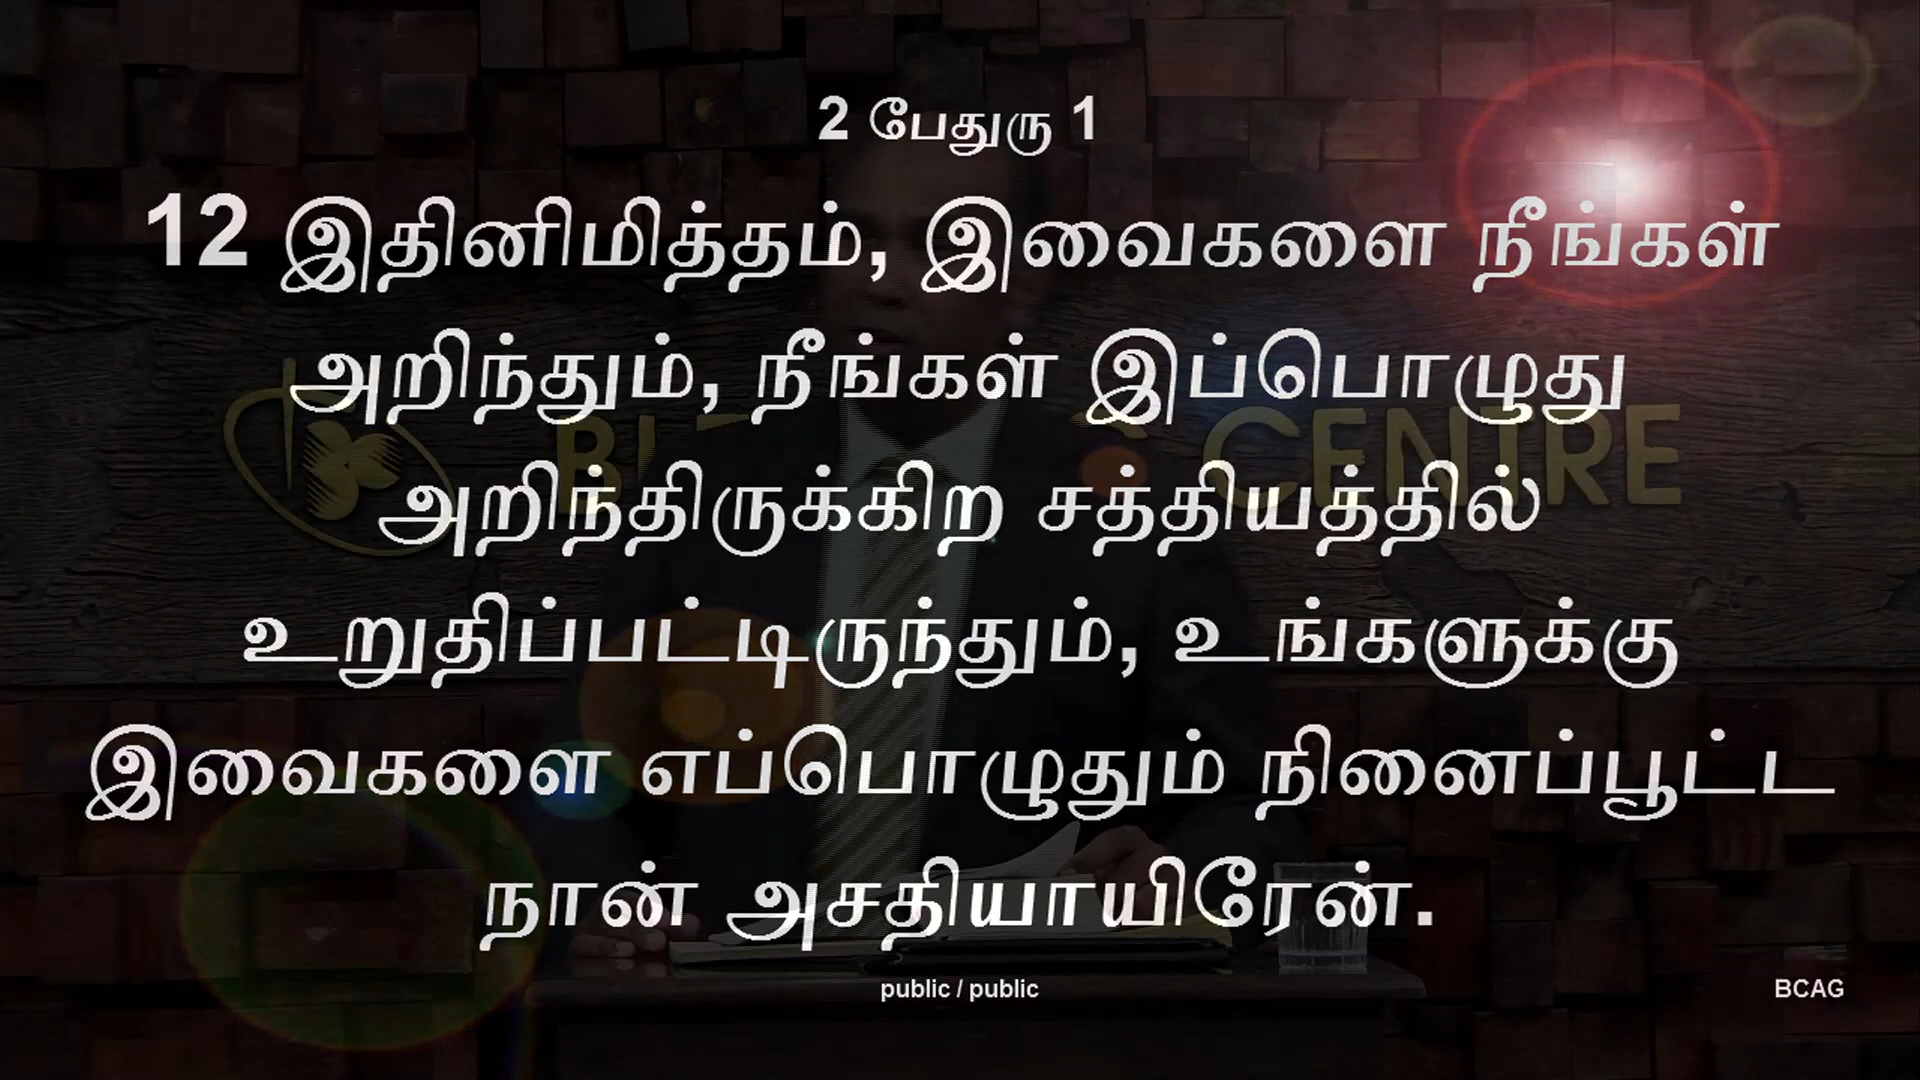 2 பேதுரு 1
12 இதினிமித்தம், இவைகளை நீங்கள்
அறிந்தும், நீங்கள் இப்பொழுது
அறிந்திருக்கிற சத்தியத்தில்
உறுதிப்பட்டிருந்தும், உங்களுக்கு
இவைகளை எப்பொழுதும் நினைப்பூட்ட
நான் அசதியாயிரேன்.
public / public
BCAG
CENTRE